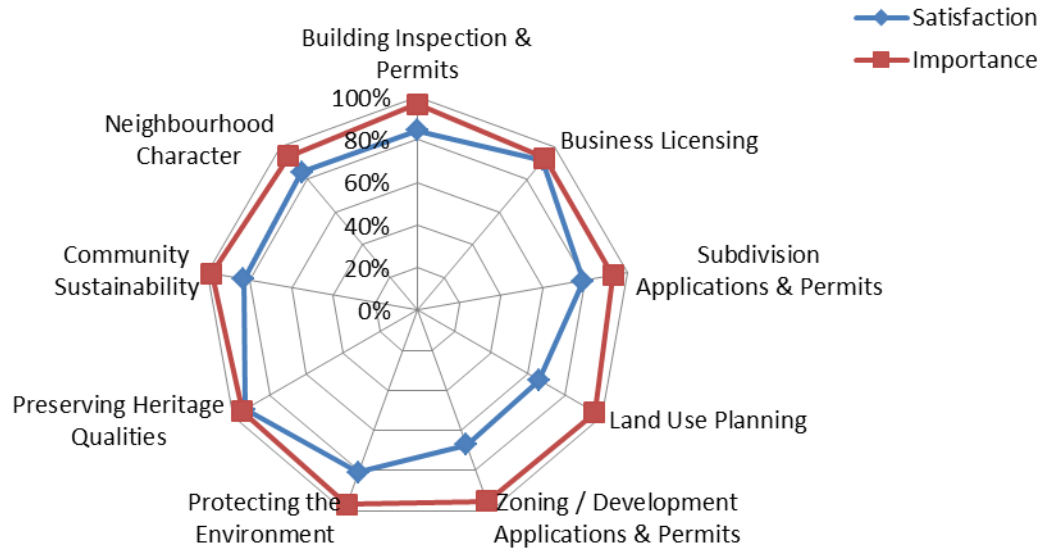 Satisfaction
Importance
Building Inspection &
Permits
Business Licensing
Subdivision
Applications & Permits
Land Use Planning
Zoning / Development
Applications & Permits
Protecting the
Environment
Preserving Heritage
Qualities
Community
Sustainability
Neighbourhood
Character
100%
80%
60%
40%
20%
0%